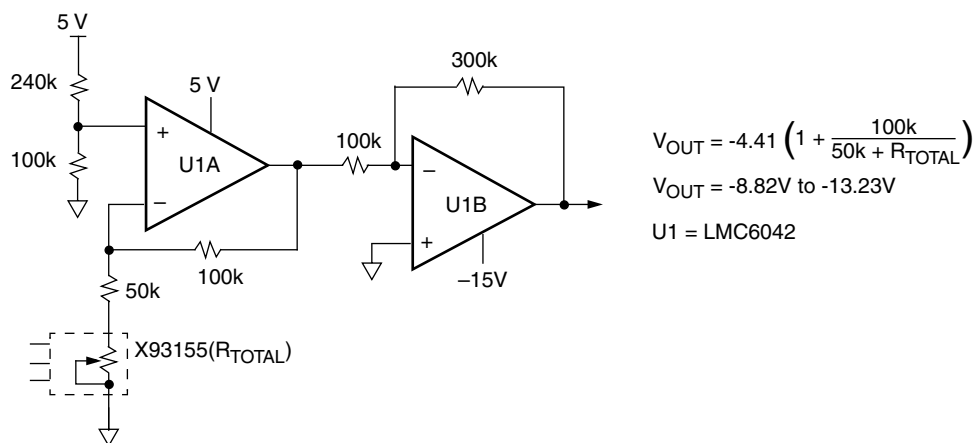 5 V
240k
100k
5 V
+
−
U1A
100k
50k
X93155(RTOTAL)
100k
300k
−
+
U1B
–15V
VOUT = -4.41 (1 + 100k / 50k + RTOTAL)
VOUT = -8.82V to -13.23V
U1 = LMC6042